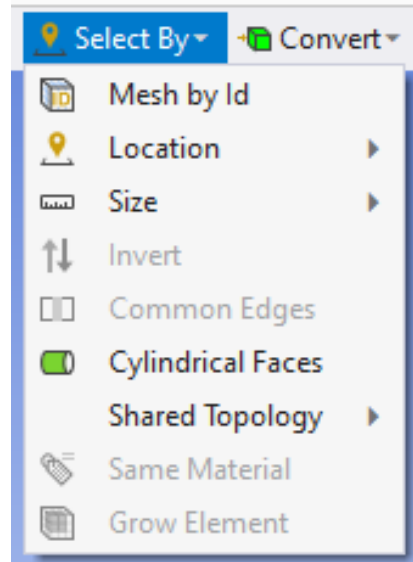 Select By Convert
Mesh by Id
Location
Size
Invert
Common Edges
Cylindrical Faces
Shared Topology
Same Material
Grow Element